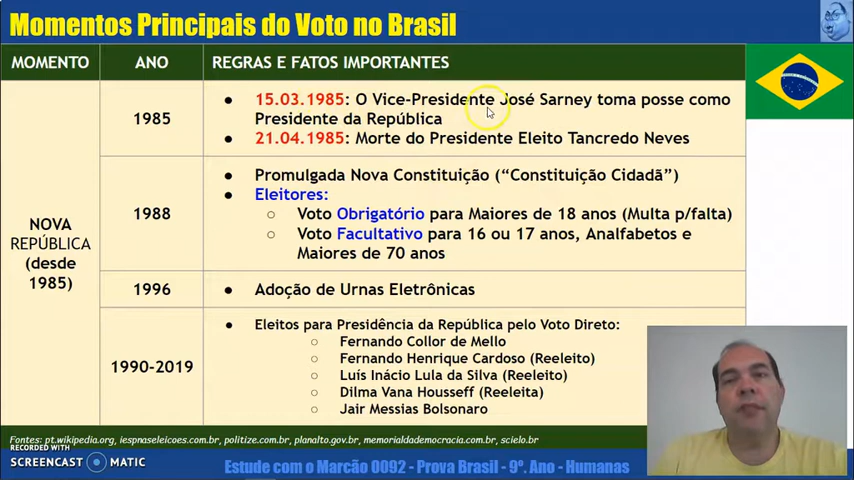 Momentos Principais do Voto no Brasil
MOMENTO
ANO
REGRAS E FATOS IMPORTANTES
NOVA
REPÚBLICA
(desde
1985)
1985
● 15.03.1985: O Vice-Presidente José Sarney toma posse como
Presidente da República
● 21.04.1985: Morte do Presidente Eleito Tancredo Neves
1988
● Promulgada Nova Constituição (“Constituição Cidadã”)
● Eleitores:
○ Voto Obrigatório para Maiores de 18 anos (Multa p/falta)
○ Voto Facultativo para 16 ou 17 anos, Analfabetos e
Maiores de 70 anos
1996
● Adoção de Urnas Eletrônicas
1990-2019
● Eleitos para Presidência da República pelo Voto Direto:
○ Fernando Collor de Mello
○ Fernando Henrique Cardoso (Reeleito)
○ Luís Inácio Lula da Silva (Reeleito)
○ Dilma Vana Housseff (Reeleita)
○ Jair Messias Bolsonaro
Fontes: pt.wikipedia.org, iespnaseleicoes.com.br, politize.com.br, planalto.gov.br, memorialdademocracia.com.br, scielo.br
RECORDED WITH
SCREENCAST MATIC
Estude com o Marcão 0092 - Prova Brasil - 9º. Ano - Humanas